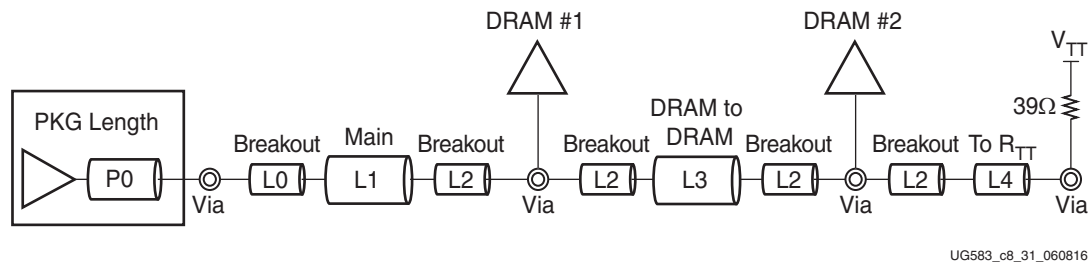 DRAM #1
DRAM #2
VTT
39Ω
PKG Length
DRAM to
DRAM
Breakout
Main
Breakout
Breakout
Breakout
Breakout
To RTT
P0
L0
L1
L2
L2
L3
L2
L2
L4
Via
Via
Via
Via
UG583_c8_31_060816